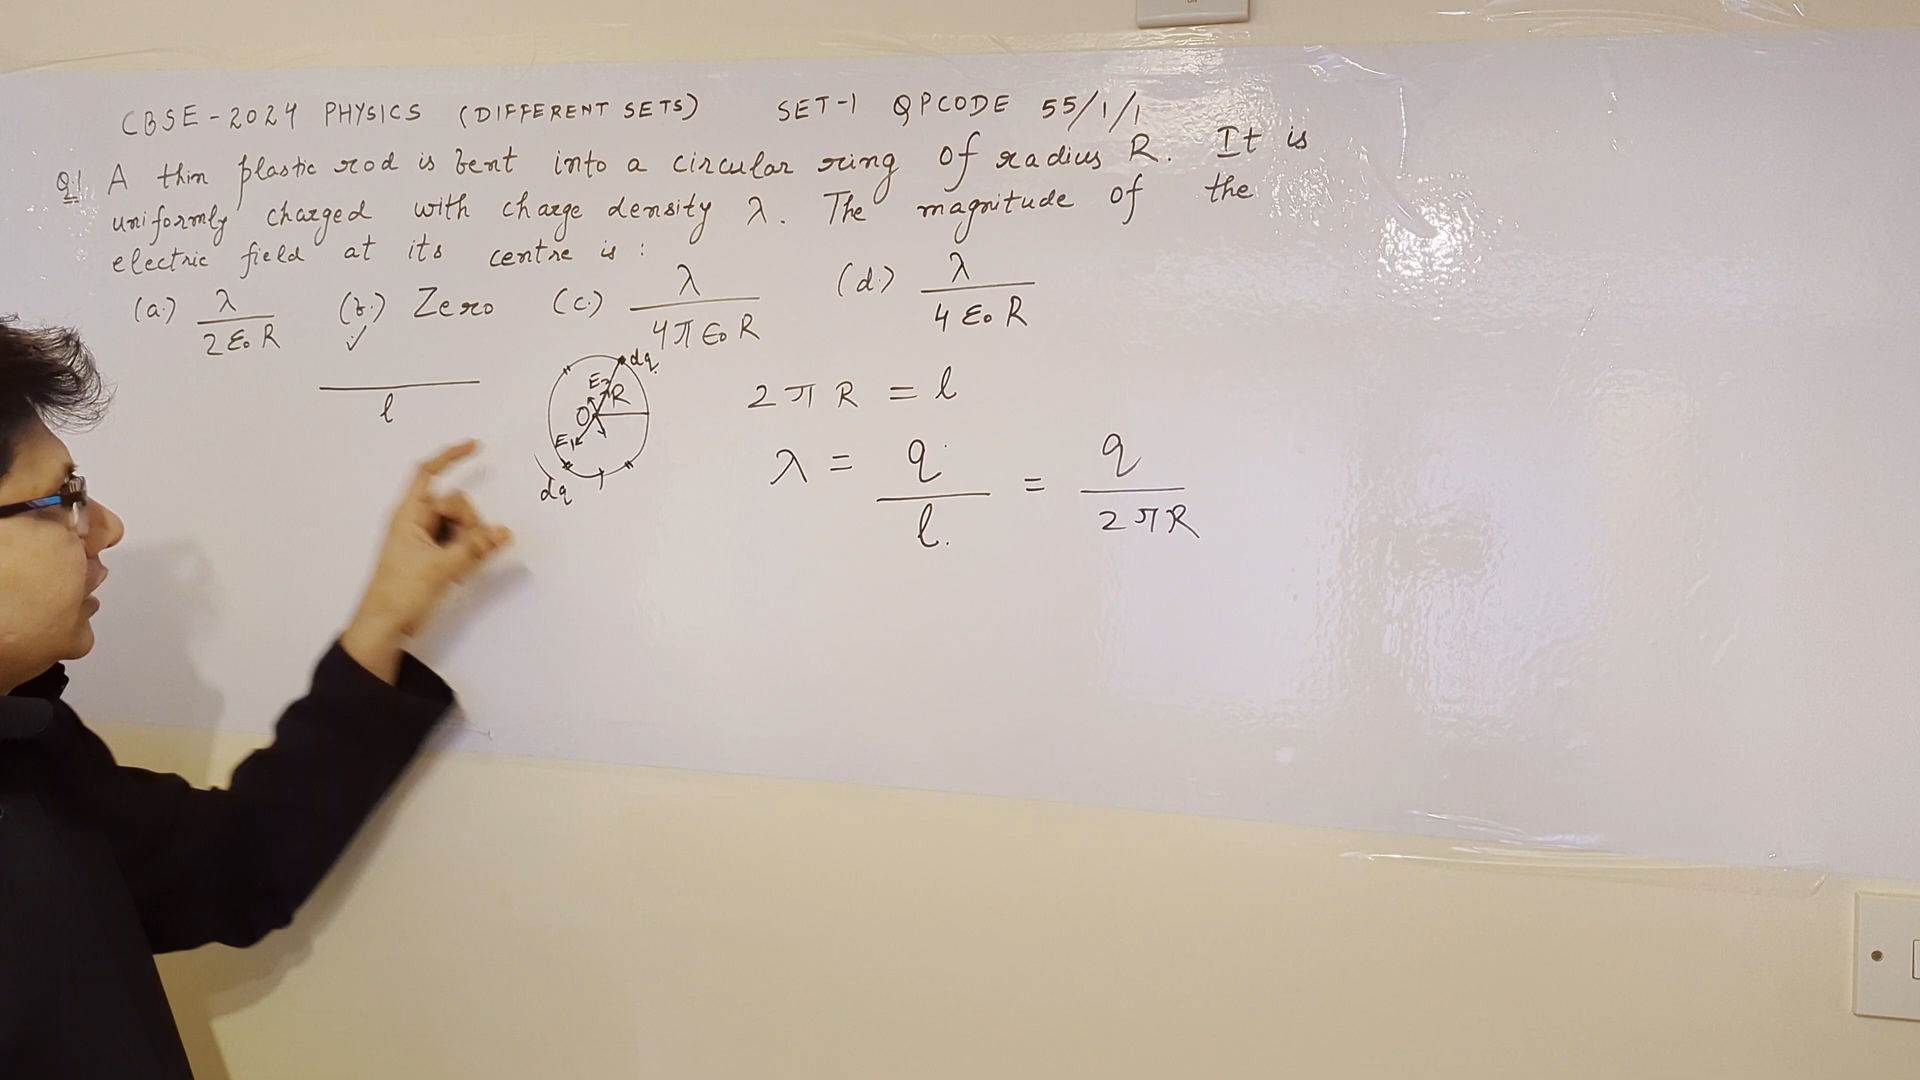 CBSE - 2024 PHYSICS (DIFFERENT SETS) SET-1 QPCODE 55/1/1
Q.1 A thin plastic rod is bent into a circular ring of radius R. It is
uniformly charged with charge density λ. The magnitude of the
electric field at its centre is :
(a.) λ / 2ε₀R (b.) Zero ✓ (c.) λ / 4πε₀R (d.) λ / 4ε₀R
l
dq
E₂ R
O
E₁
dq
2πR = l
λ = q / l. = q / 2πR